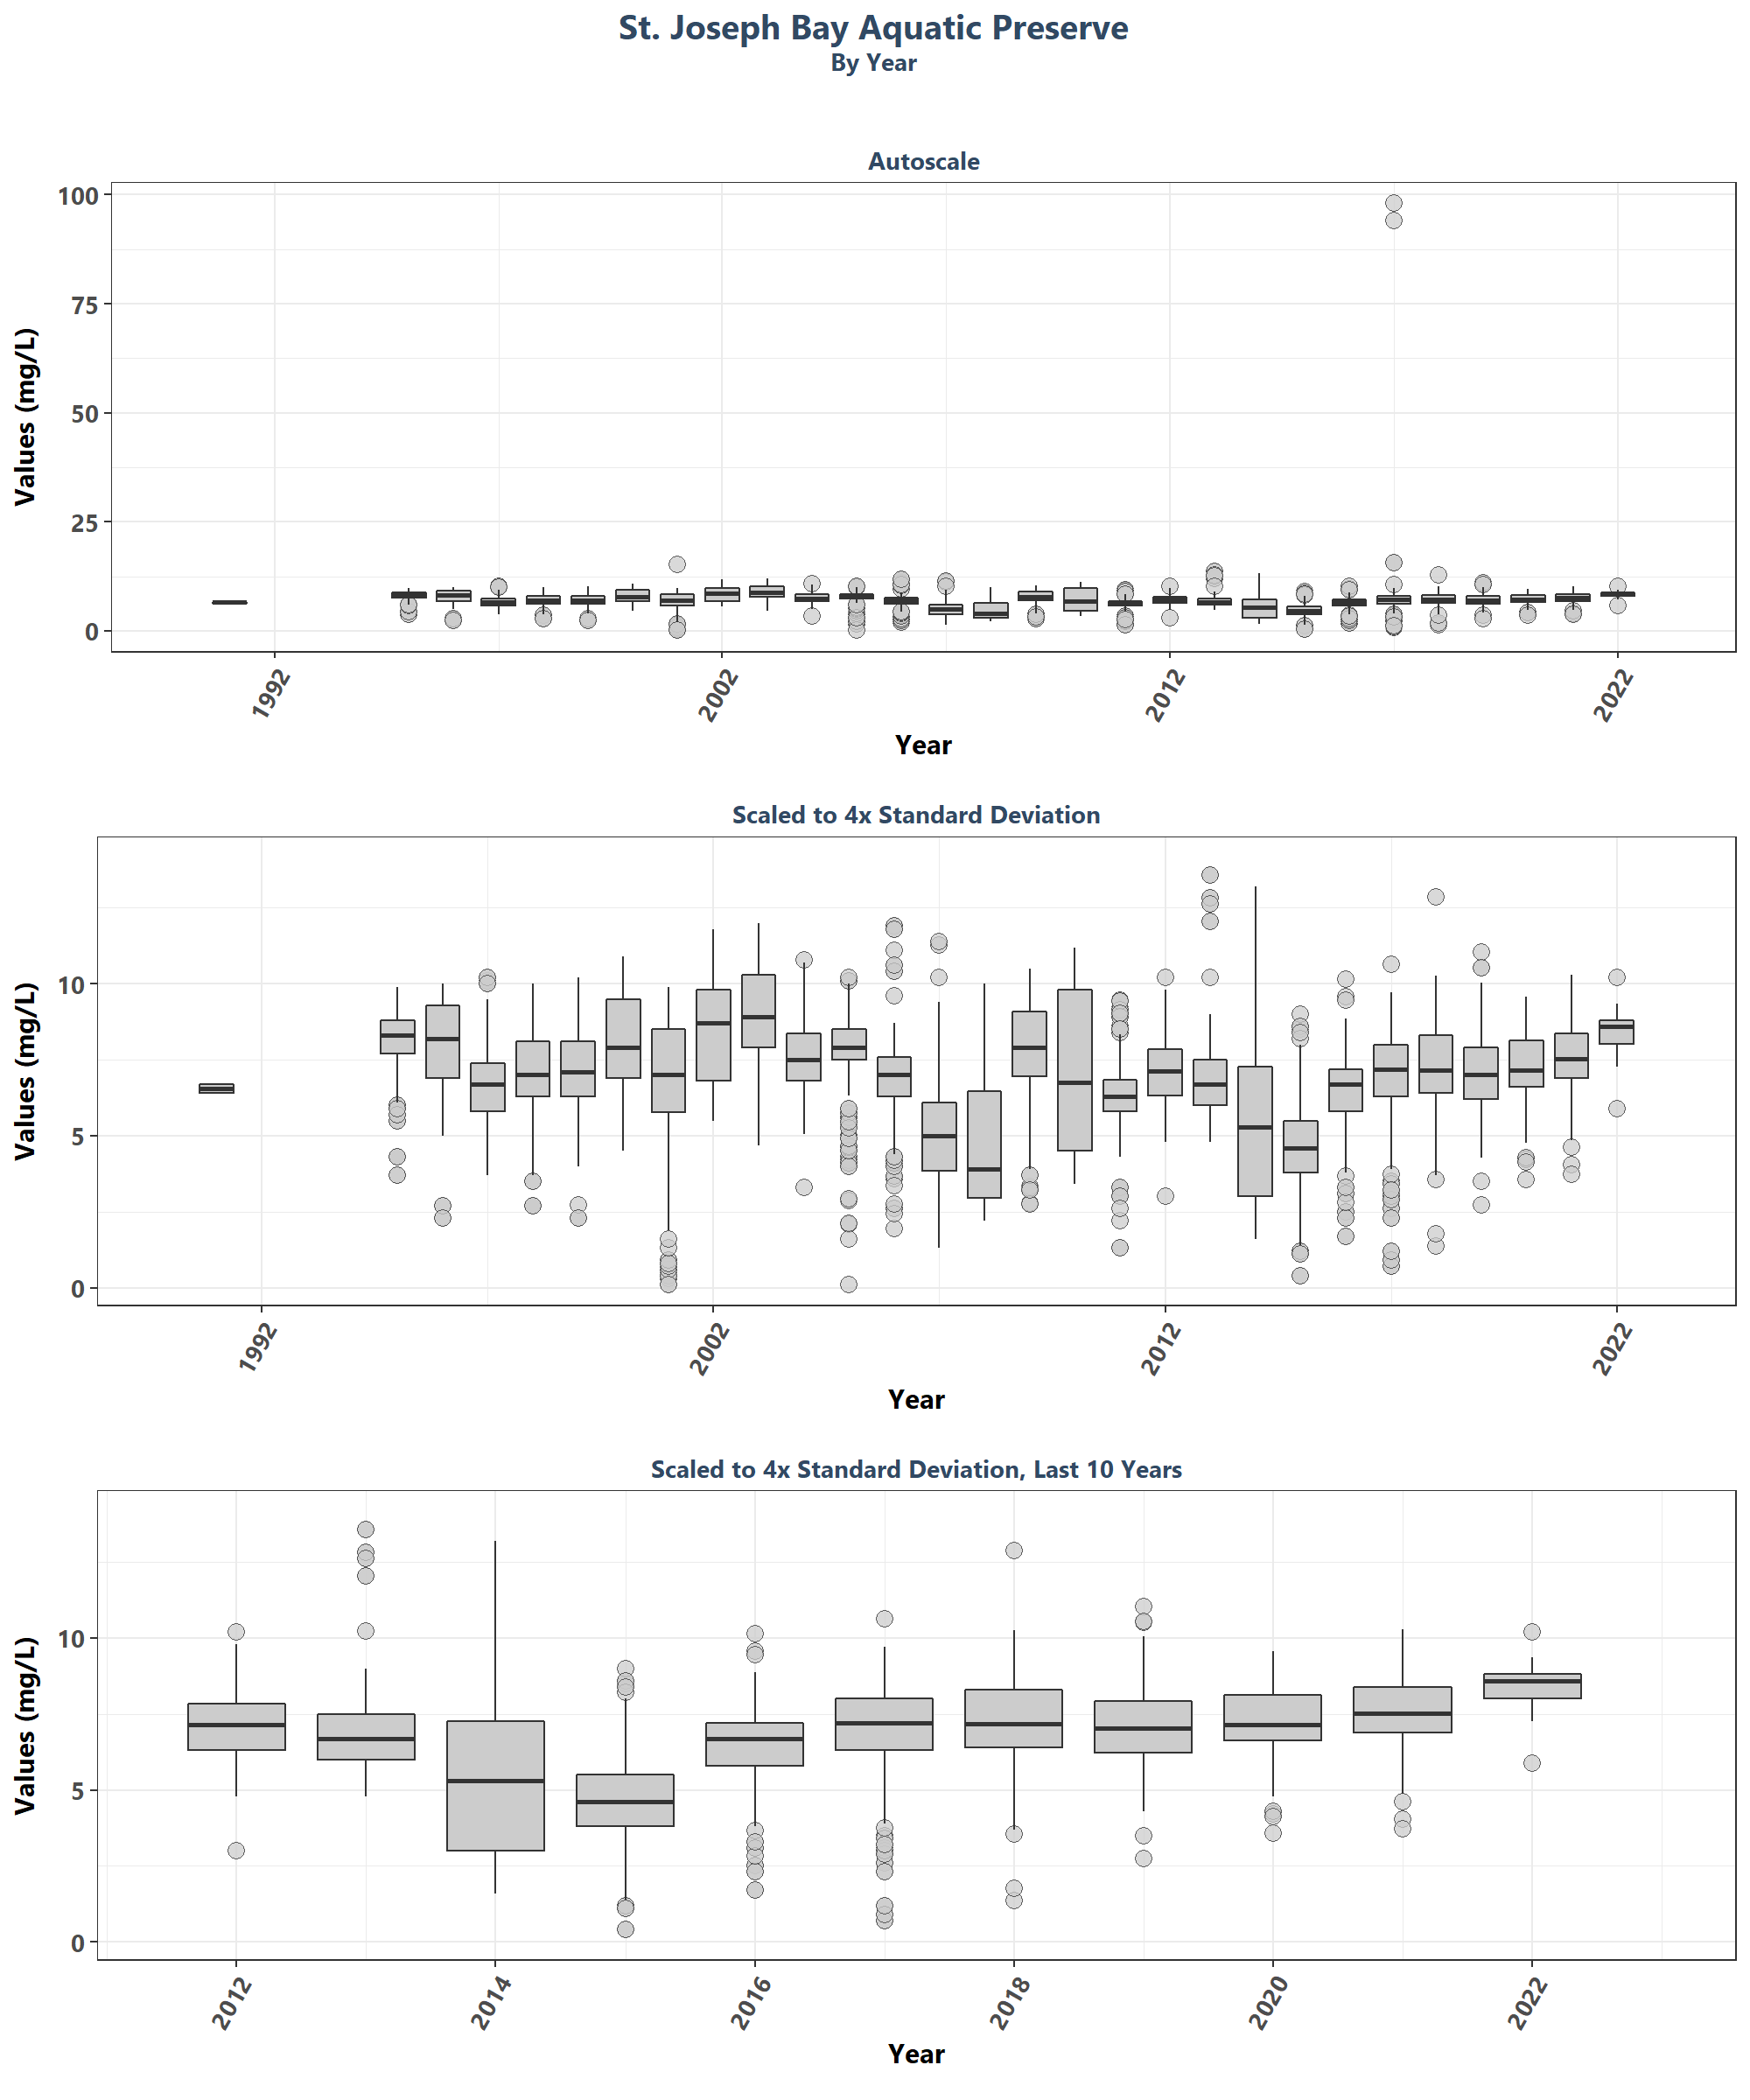 St. Joseph Bay Aquatic Preserve
By Year
Autoscale
Values (mg/L)
100
75
50
25
0
1992
2002
2012
2022
Year
Scaled to 4x Standard Deviation
Values (mg/L)
10
5
0
1992
2002
2012
2022
Year
Scaled to 4x Standard Deviation, Last 10 Years
Values (mg/L)
10
5
0
2012
2014
2016
2018
2020
2022
Year